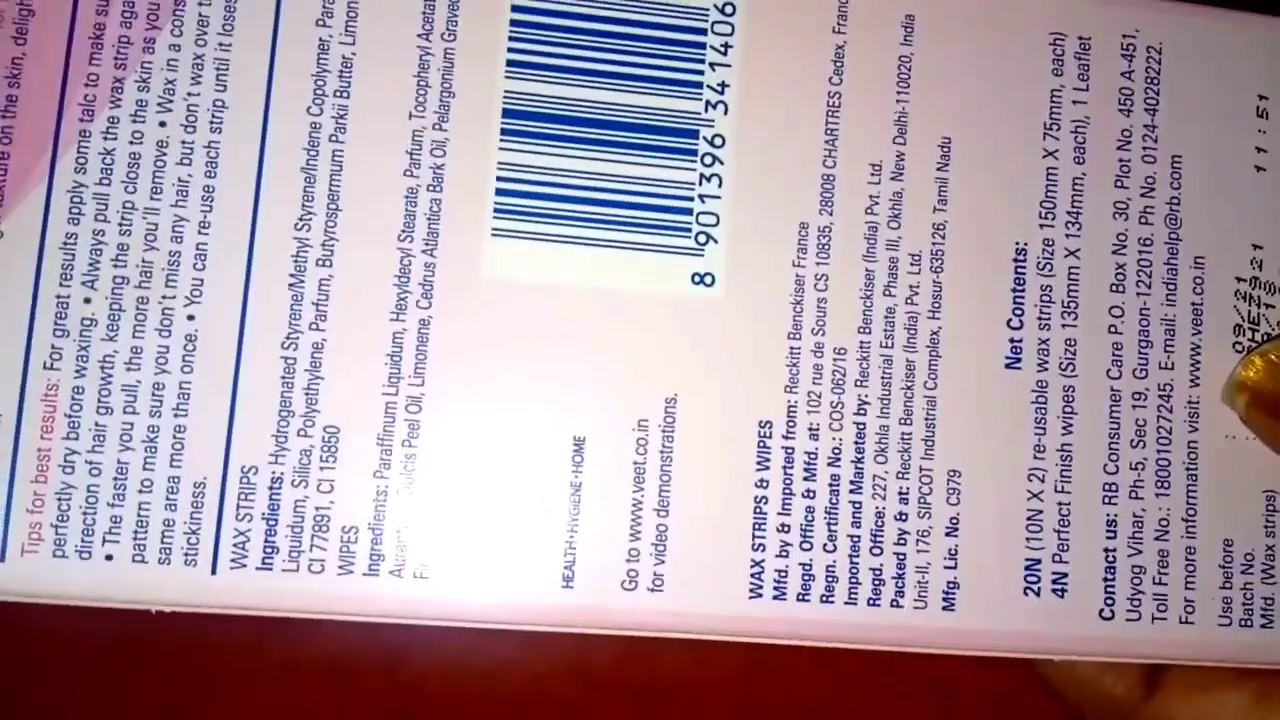 ture on the skin, deligh
Tips for best results: For great results apply some talc to make su
perfectly dry before waxing. • Always pull back the wax strip aga
direction of hair growth, keeping the strip close to the skin as you
• The faster you pull, the more hair you'll remove. • Wax in a cons
pattern to make sure you don't miss any hair, but don't wax over t
same area more than once. • You can re-use each strip until it loses
stickiness.
WAX STRIPS
Ingredients: Hydrogenated Styrene/Methyl Styrene/Indene Copolymer, Para
Liquidum, Silica, Polyethylene, Parfum, Butyrospermum Parkii Butter, Limon
CI 77891, CI 15850
WIPES
Ingredients: Paraffinum Liquidum, Hexyldecyl Stearate, Parfum, Tocopheryl Acetat
Dulcis Peel Oil, Limonene, Cedrus Atlantica Bark Oil, Pelargonium Graveo
8 901396 341406
HEALTH•HYGIENE•HOME
Go to www.veet.co.in
for video demonstrations.
WAX STRIPS & WIPES
Mfd. by & Imported from: Reckitt Benckiser France
Regd. Office & Mfd. at: 102 rue de Sours CS 10835, 28008 CHARTRES Cedex, Franc
Regn. Certificate No.: COS-062/16
Imported and Marketed by: Reckitt Benckiser (India) Pvt. Ltd.
Regd. Office: 227, Okhla Industrial Estate, Phase III, Okhla, New Delhi-110020, India
Packed by & at: Reckitt Benckiser (India) Pvt. Ltd.
Unit-II, 176, SIPCOT Industrial Complex, Hosur-635126, Tamil Nadu
Mfg. Lic. No. C979
Net Contents:
20N (10N X 2) re-usable wax strips (Size 150mm X 75mm, each)
4N Perfect Finish wipes (Size 135mm X 134mm, each), 1 Leaflet
Contact us: RB Consumer Care P.O. Box No. 30, Plot No. 450 A-451,
Udyog Vihar, Ph-5, Sec 19, Gurgaon-122016. Ph No. 0124-4028222.
Toll Free No.: 18001027245. E-mail: indiahelp@rb.com
For more information visit: www.veet.co.in
Use before 09/21
Batch No. 11:51
Mfd. (Wax strips)